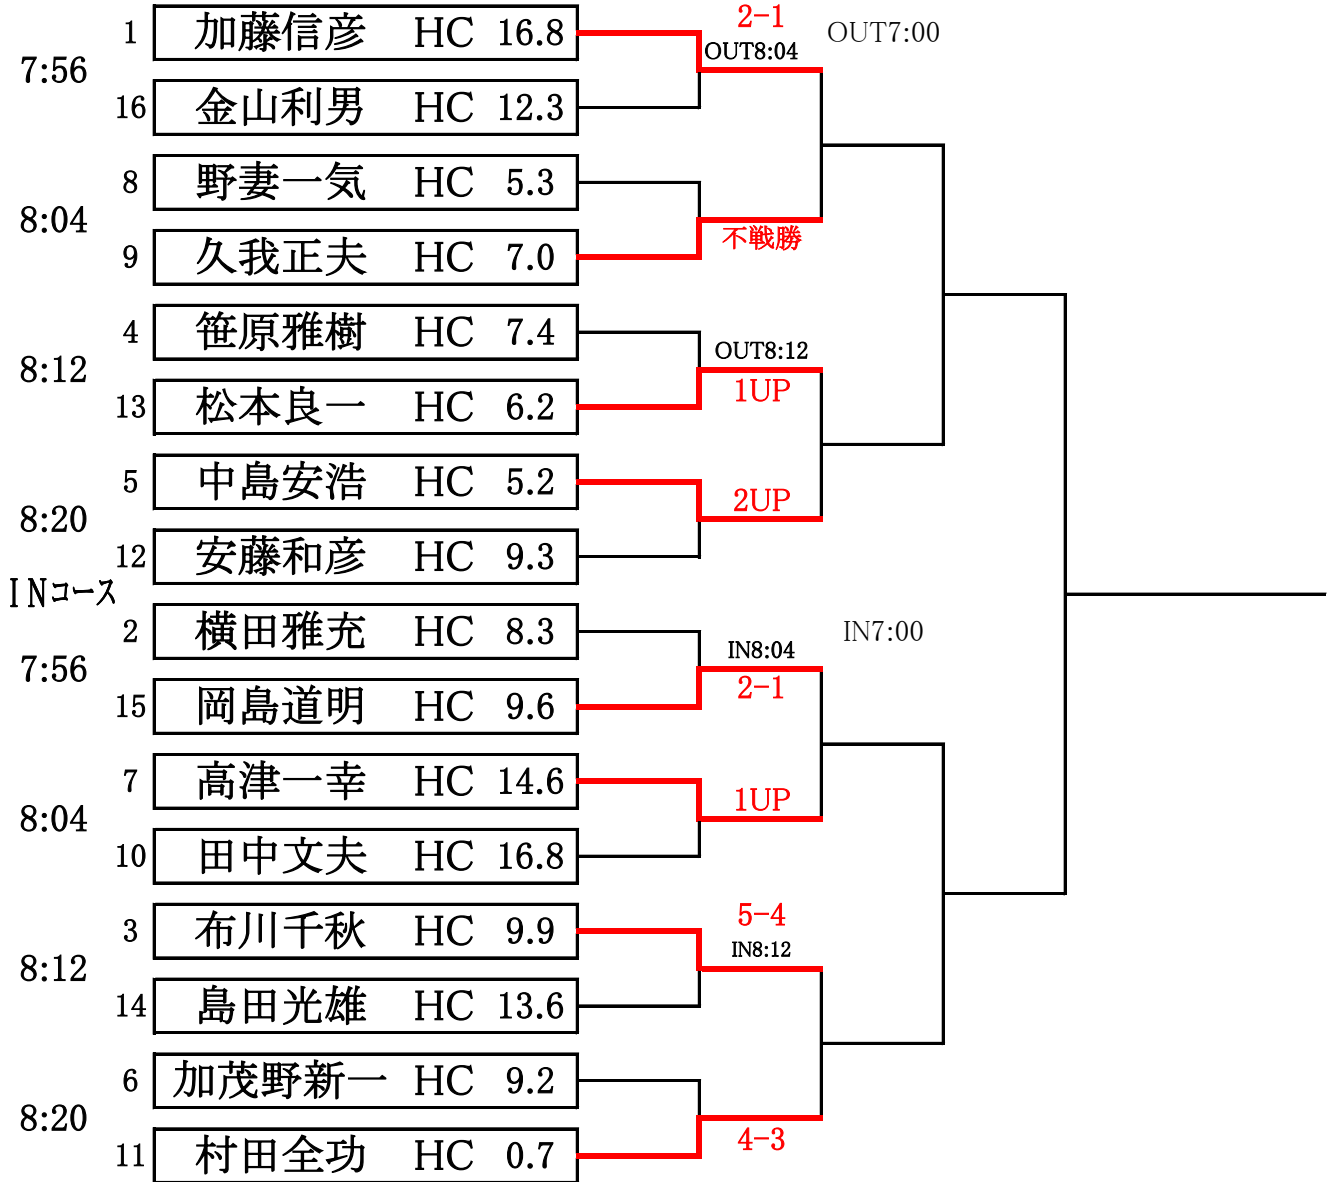 1 加藤信彦 HC 16.8
2-1
OUT7:00
OUT8:04
7:56
16 金山利男 HC 12.3
8 野妻一気 HC 5.3
8:04
不戦勝
9 久我正夫 HC 7.0
4 笹原雅樹 HC 7.4
OUT8:12
8:12
1UP
13 松本良一 HC 6.2
5 中島安浩 HC 5.2
2UP
8:20
12 安藤和彦 HC 9.3
INコース
2 横田雅充 HC 8.3
IN7:00
IN8:04
7:56
2-1
15 岡島道明 HC 9.6
7 高津一幸 HC 14.6
1UP
8:04
10 田中文夫 HC 16.8
5-4
3 布川千秋 HC 9.9
IN8:12
8:12
14 島田光雄 HC 13.6
6 加茂野新一 HC 9.2
8:20
4-3
11 村田全功 HC 0.7